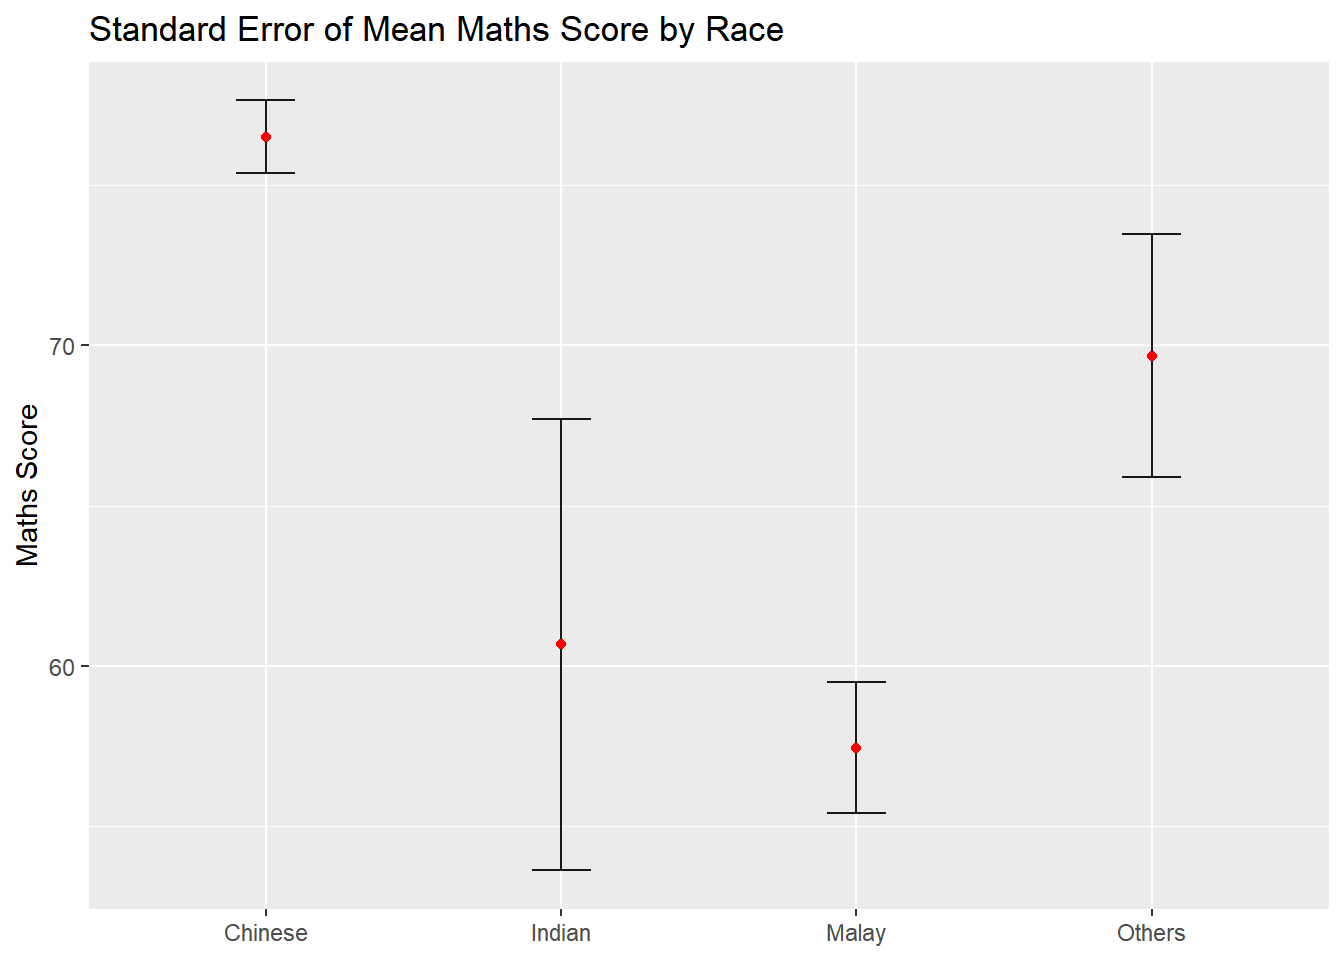 Standard Error of Mean Maths Score by Race
Maths Score
70
60
Chinese Indian Malay Others